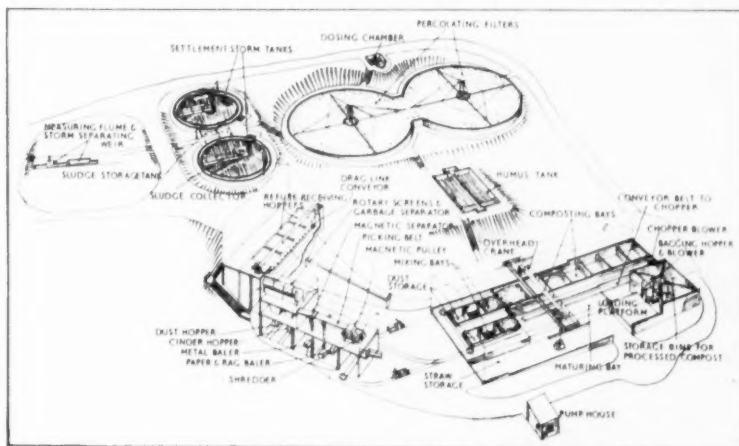 PERCOLATING FILTERS
DOSING CHAMBER
SETTLEMENT STORM TANKS
MEASURING FLUME &
STORM SEPARATING
WEIR
SLUDGE STORAGE TANK
SLUDGE COLLECTOR
REFUSE RECEIVING
HOPPERS
DRAG LINK
CONVEYOR
ROTARY SCREENS &
GARBAGE SEPARATOR
MAGNETIC SEPARATOR
PICKING BELT
MAGNETIC PULLEY
MIXING BAYS
DUST
STORAGE
HUMUS TANK
COMPOSTING BAYS
OVERHEAD
CRANE
CONVEYOR BELT TO
CHOPPER
CHOPPER BLOWER
BAGGING HOPPER
& BLOWER
LOADING
PLATFORM
STORAGE BINS FOR
PROCESSED COMPOST
MATURING BAY
STRAW
STORAGE
DUST HOPPER
CINDER HOPPER
METAL BALER
PAPER & RAG BALER
SHREDDER
PUMP HOUSE